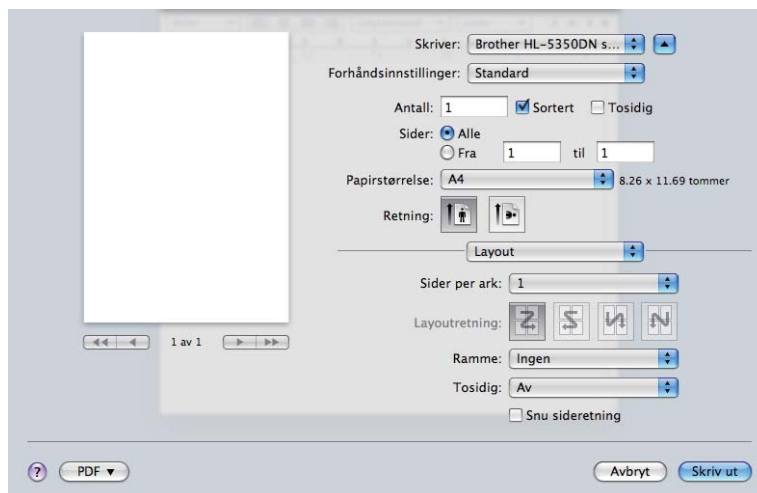 Skriver: Brother HL-5350DN s...
Forhåndsinnstillinger: Standard
Antall: 1 Sortert Tosidig
Sider: Alle
Fra 1 til 1
Papirstørrelse: A4 8.26 x 11.69 tommer
Retning:
Layout
Sider per ark: 1
Layoutretning:
1 av 1
Ramme: Ingen
Tosidig: Av
Snu sideretning
? PDF Avbryt Skriv ut